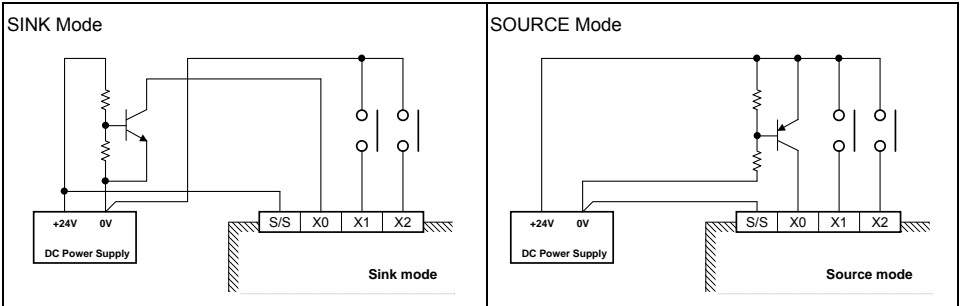 SINK Mode
+24V 0V
DC Power Supply
S/S X0 X1 X2
Sink mode
SOURCE Mode
+24V 0V
DC Power Supply
S/S X0 X1 X2
Source mode